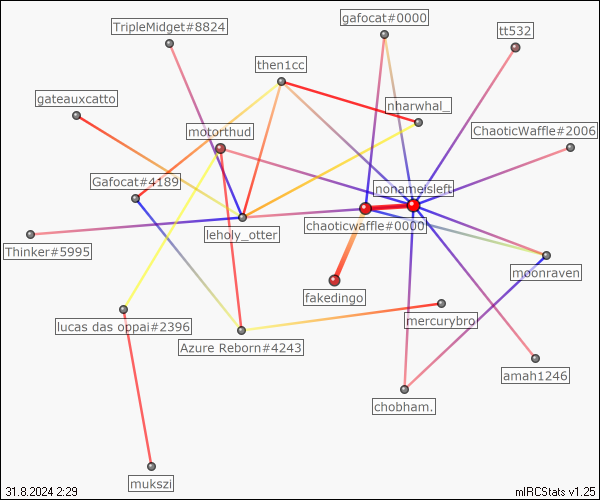 gafocat#0000
TripleMidget#8824
tt532
then1cc
gateauxcatto
nharwhal_
motorthud
ChaoticWaffle#2006
Gafocat#4189
nonameisleft
chaoticwaffle#0000
leholy_otter
Thinker#5995
moonraven
fakedingo
mercurybro
lucas das oppai#2396
Azure Reborn#4243
amah1246
chobham.
mukszi
31.8.2024 2:29
mIRCStats v1.25